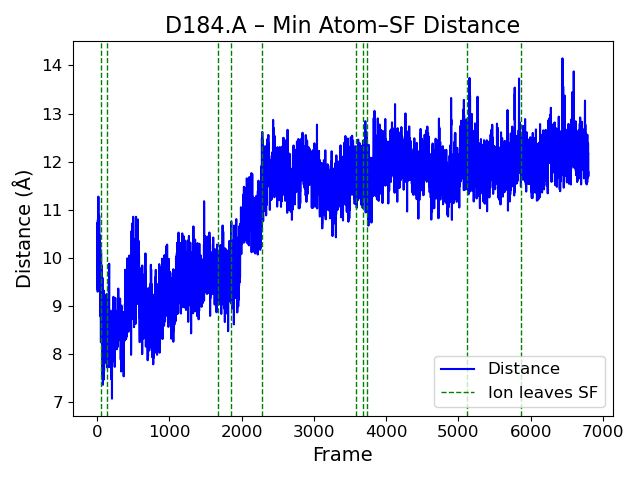 D184.A – Min Atom–SF Distance
Distance (Å)
14
13
12
11
10
9
8
7
Distance
Ion leaves SF
0 1000 2000 3000 4000 5000 6000 7000
Frame